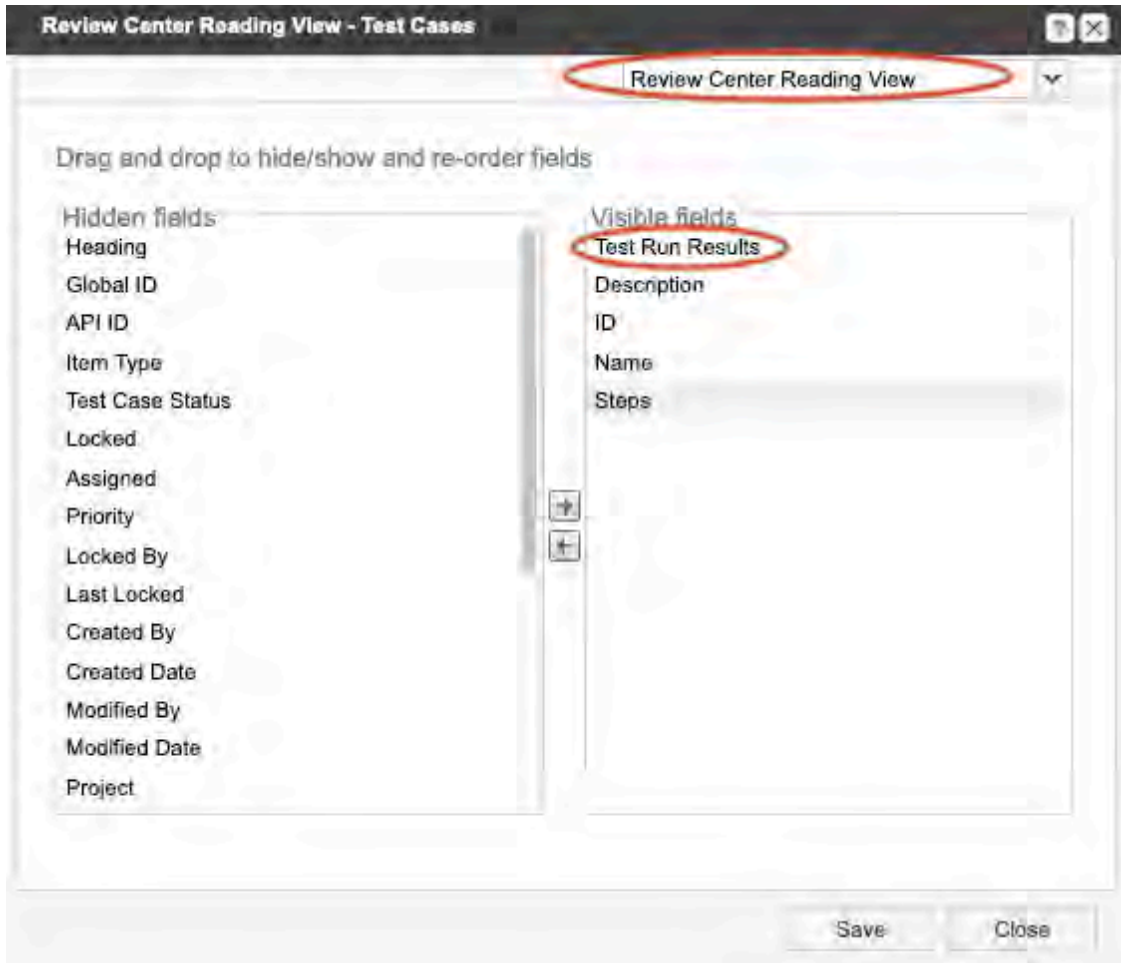 Review Center Reading View - Test Cases
Review Center Reading View
Drag and drop to hide/show and re-order fields
Hidden fields
Heading
Global ID
API ID
Item Type
Test Case Status
Locked
Assigned
Priority
Locked By
Last Locked
Created By
Created Date
Modified By
Modified Date
Project
Visible fields
Test Run Results
Description
ID
Name
Steps
Save
Close